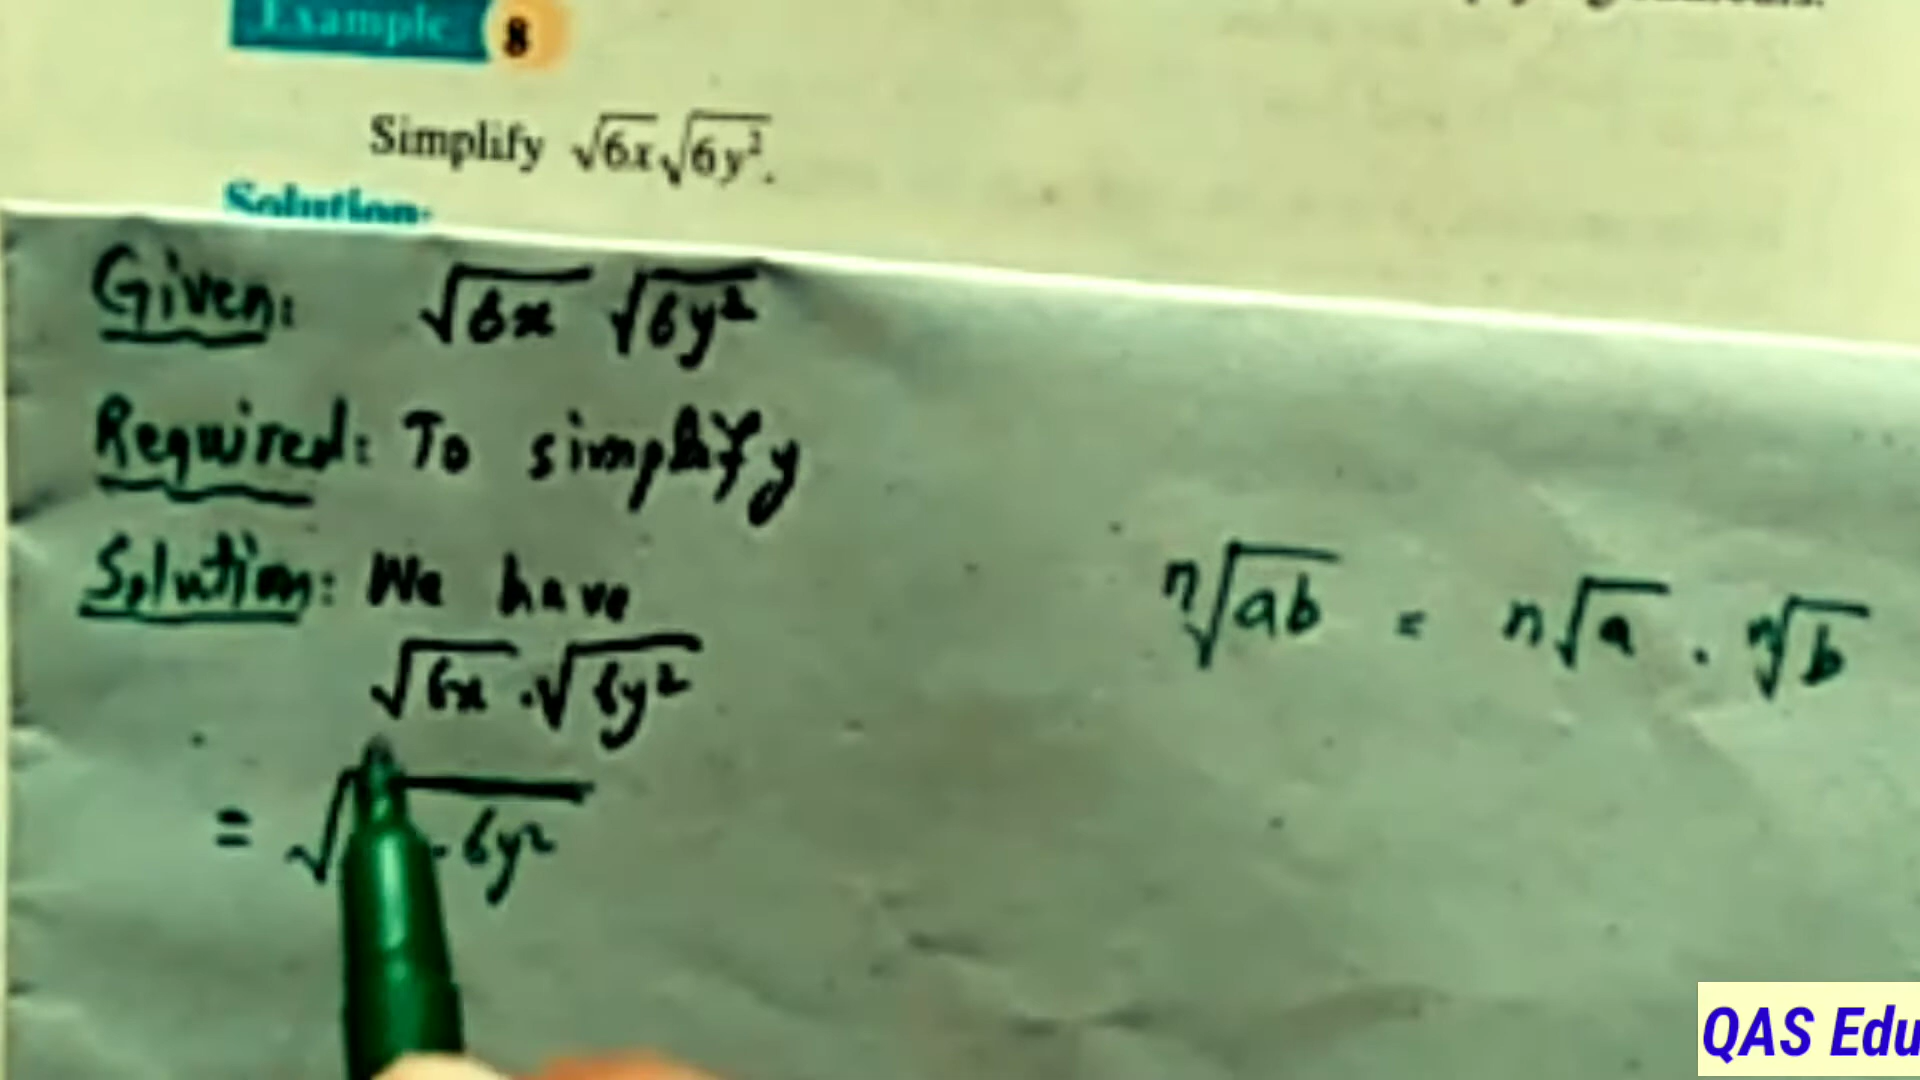 Example 8
Simplify √6x √6y².
Solution:
Given: √6x √6y²
Required: To simplify
Solution: We have
√6x · √6y²
= √ · 6y²
ⁿ√ab = ⁿ√a · ⁿ√b
QAS Edu